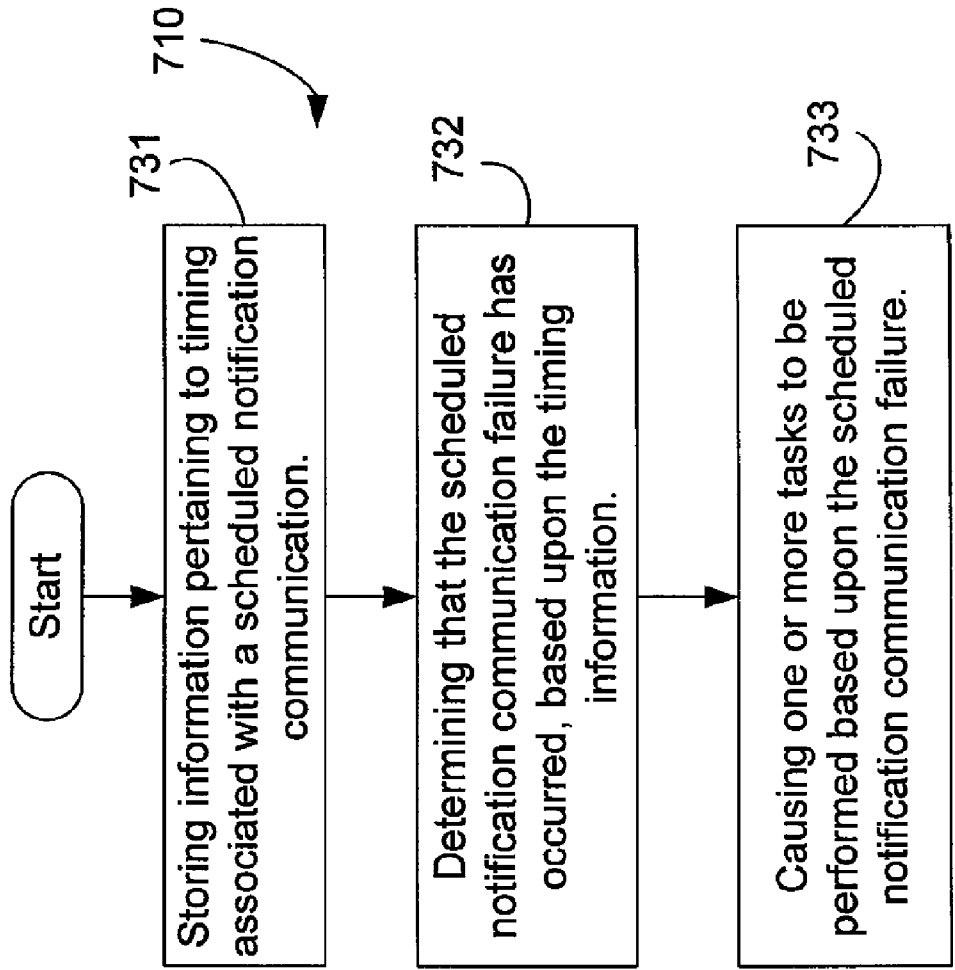 Start
710
731
Storing information pertaining to timing
associated with a scheduled notification
communication.
732
Determining that the scheduled
notification communication failure has
occurred, based upon the timing
information.
733
Causing one or more tasks to be
performed based upon the scheduled
notification communication failure.